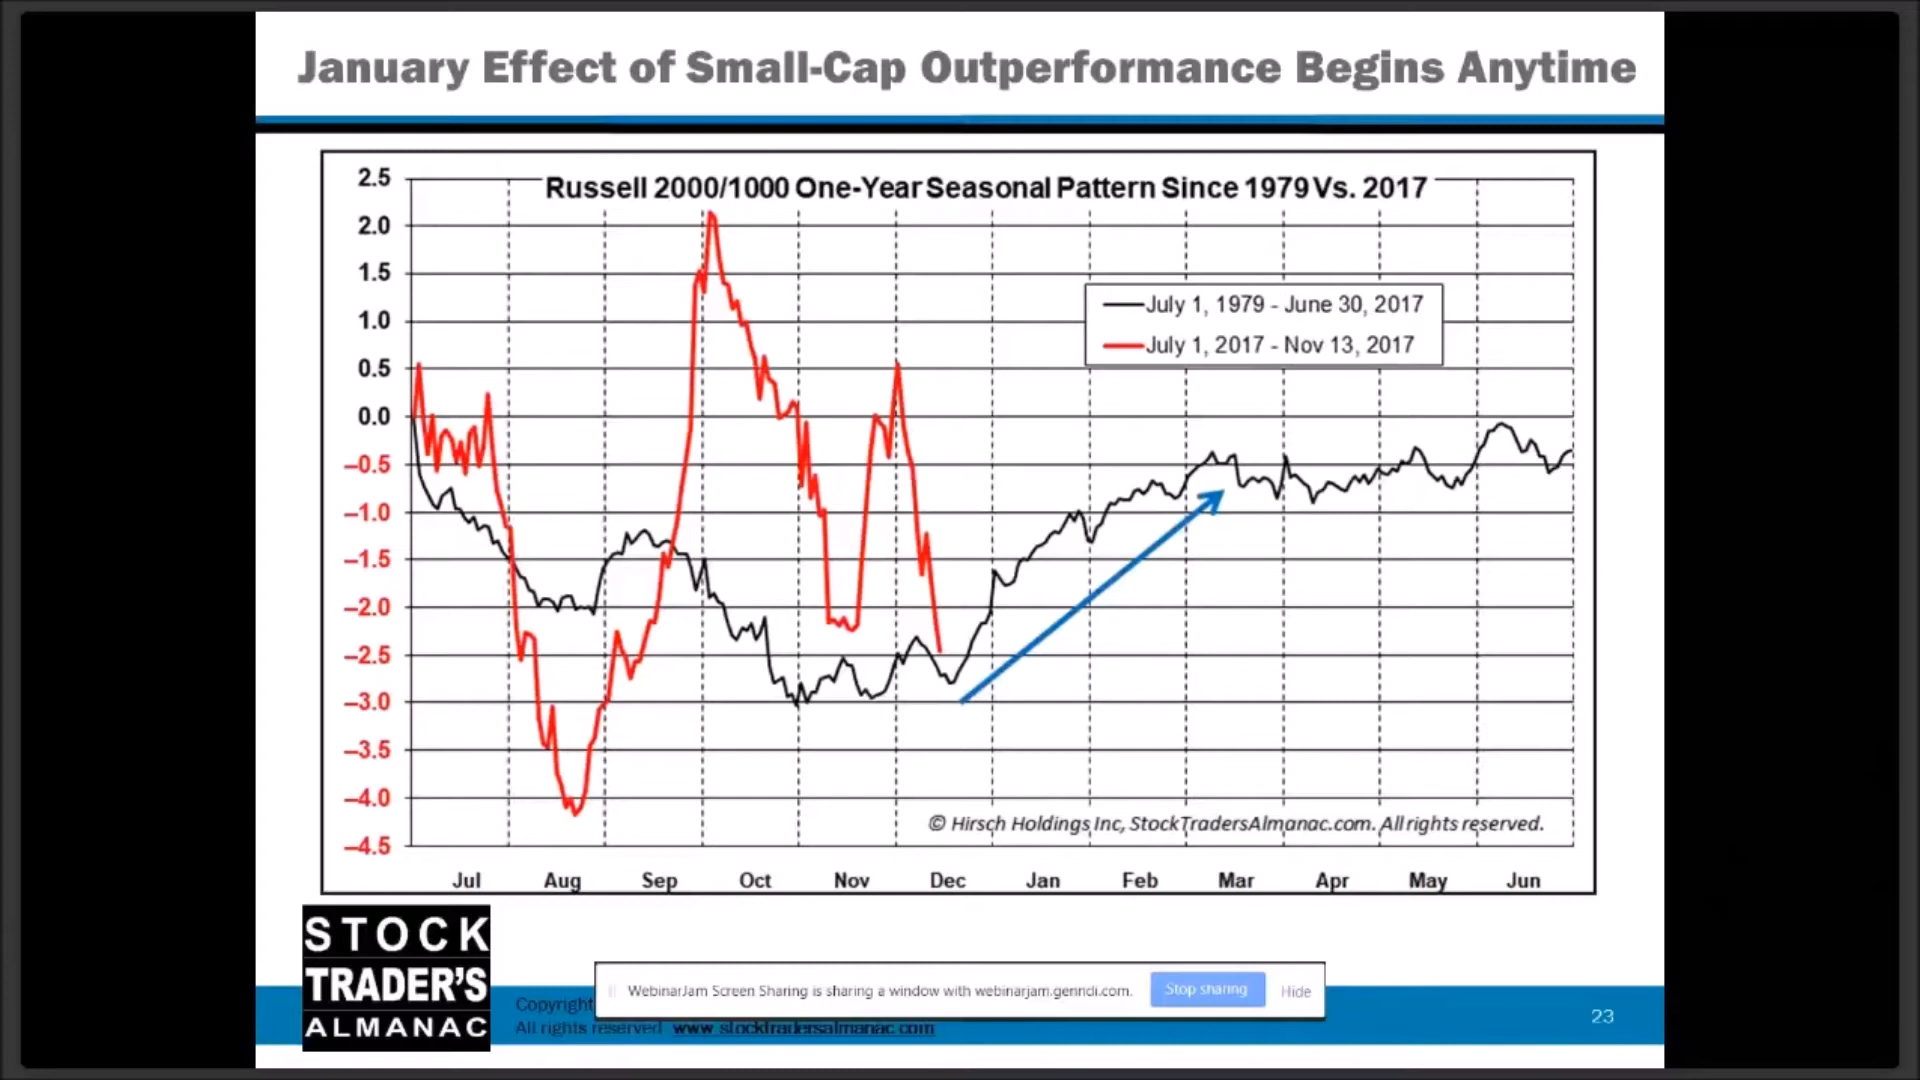 January Effect of Small-Cap Outperformance Begins Anytime
Russell 2000/1000 One-Year Seasonal Pattern Since 1979 Vs. 2017
2.5
2.0
1.5
1.0
0.5
0.0
–0.5
–1.0
–1.5
–2.0
–2.5
–3.0
–3.5
–4.0
–4.5
July 1, 1979 - June 30, 2017
July 1, 2017 - Nov 13, 2017
© Hirsch Holdings Inc, StockTradersAlmanac.com. All rights reserved.
Jul Aug Sep Oct Nov Dec Jan Feb Mar Apr May Jun
STOCK
TRADER'S
ALMANAC
Copyright
All rights reserved www.stocktradersalmanac.com
WebinarJam Screen Sharing is sharing a window with webinarjam.genndi.com.
Stop sharing
Hide
23